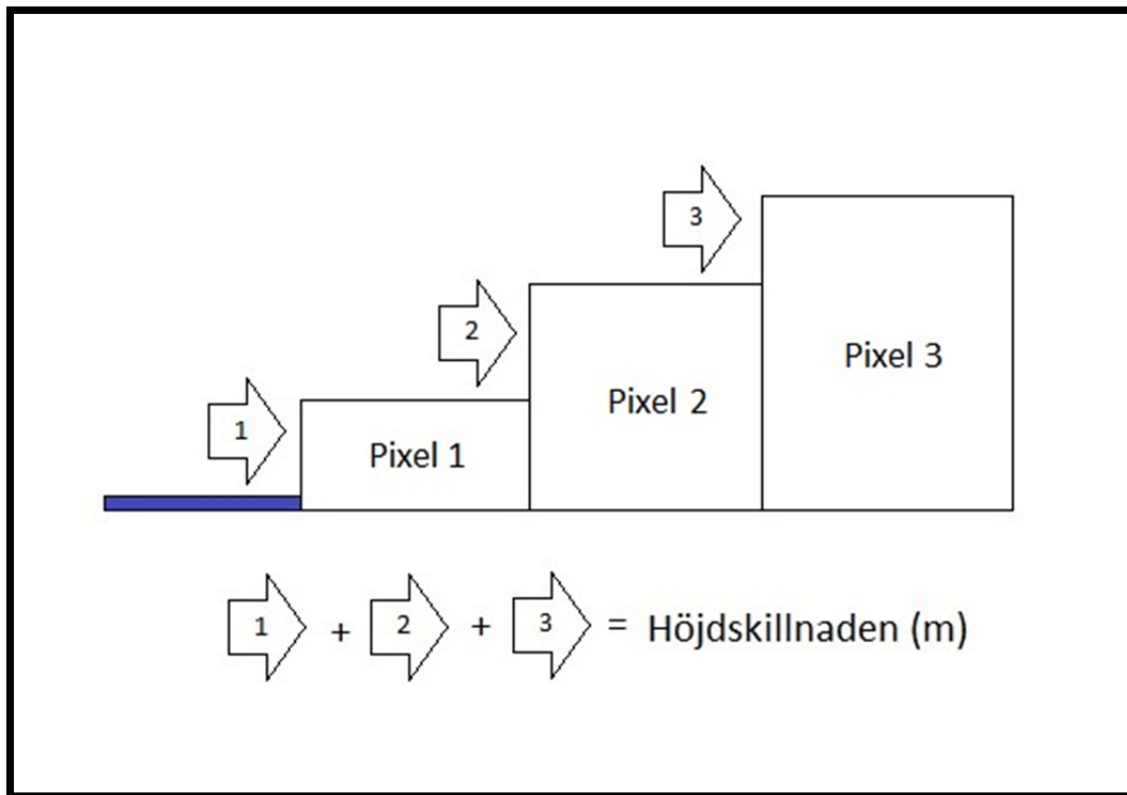 3
2
Pixel 3
Pixel 2
1
Pixel 1
1 + 2 + 3 = Höjdskillnaden (m)